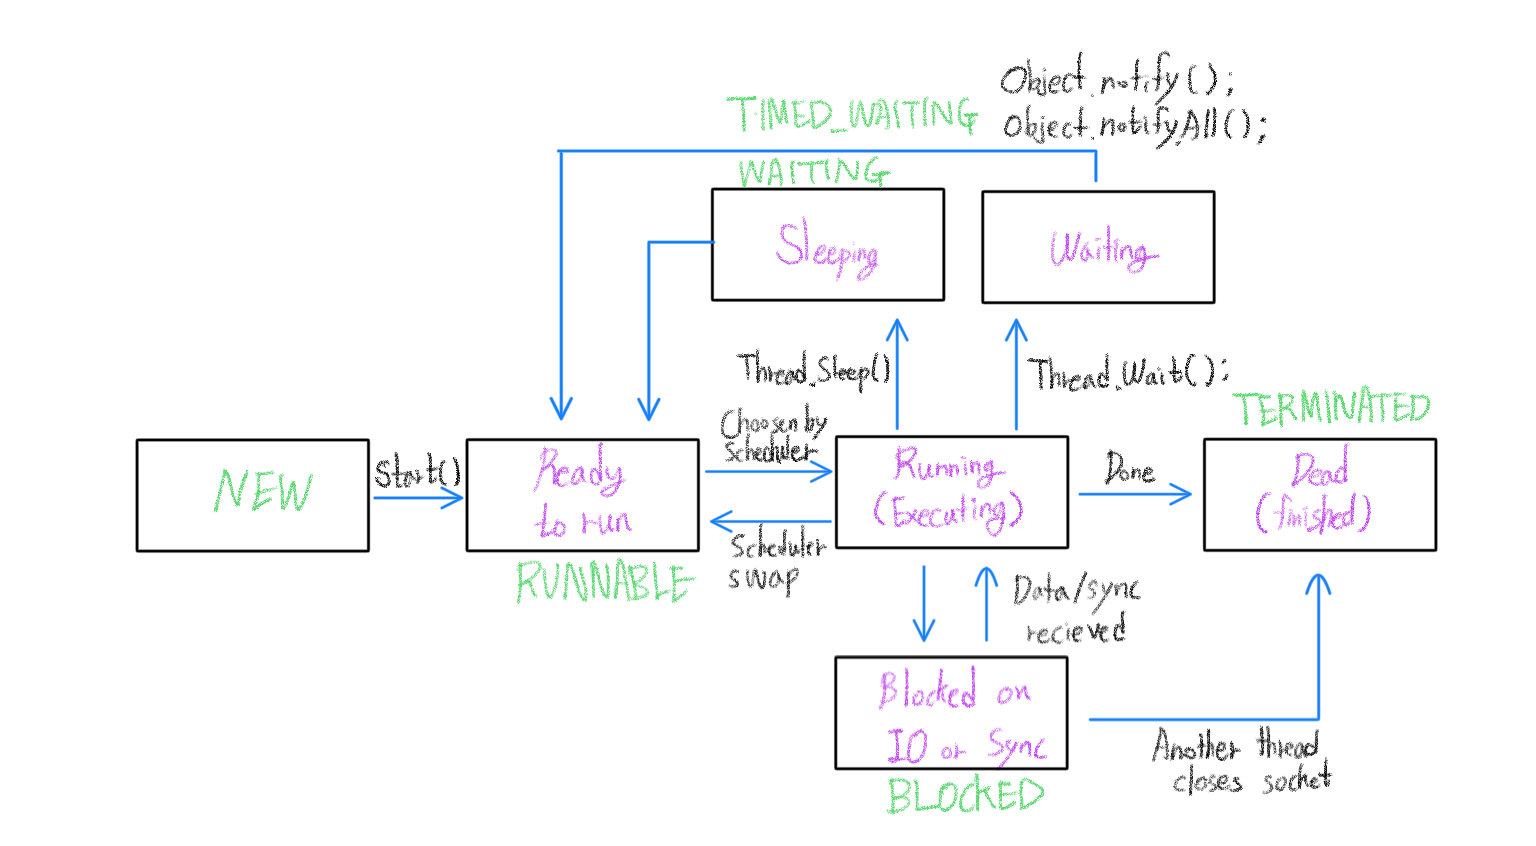 Object.notify();
Object.notifyAll();
TIMED_WAITING
WAITING
Sleeping
Waiting
Thread.Sleep()
Thread.Wait();
TERMINATED
NEW
Start()
Ready
to run
RUNNABLE
Choosen by
Scheduler
Scheduler
swap
Running
(Executing)
Done
Dead
(finished)
Data/sync
recieved
Blocked on
IO or Sync
BLOCKED
Another thread
closes socket